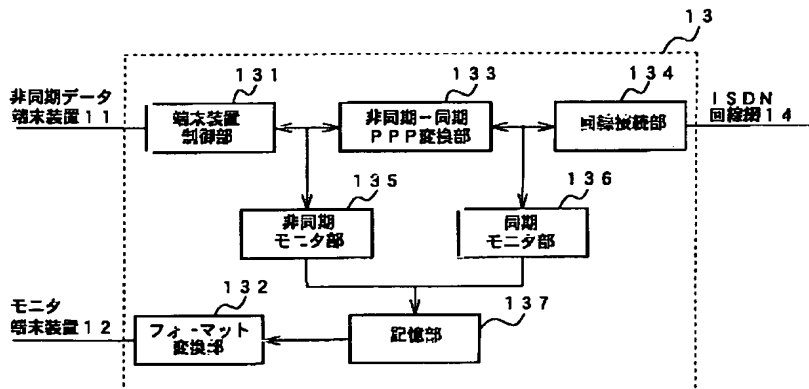 13
131
133
134
非同期データ
端末装置11
端末装置
制御部
非同期ー同期
PPP変換部
回線接続部
ISDN
回線網14
135
136
非同期
モニタ部
同期
モニタ部
132
137
モニタ
端末装置12
フォーマット
変換部
記憶部